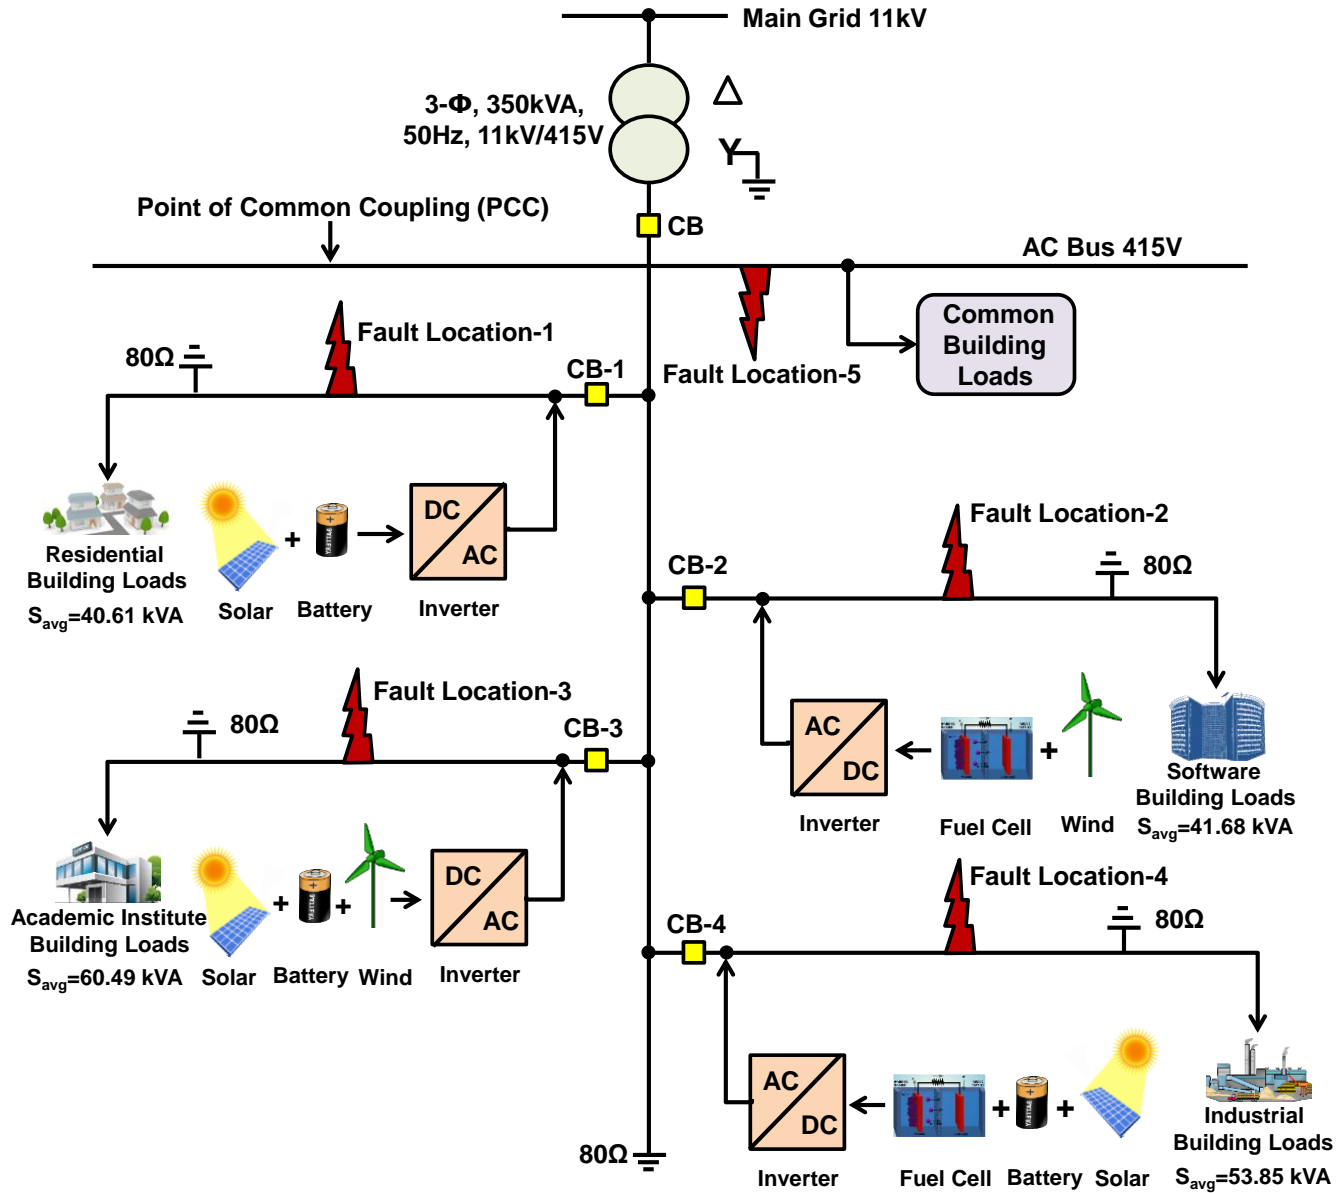 Main Grid 11kV
3-Φ, 350kVA,
50Hz, 11kV/415V
Δ
Y
Point of Common Coupling (PCC)
CB
AC Bus 415V
Common
Building
Loads
Fault Location-1
80Ω
CB-1
Fault Location-5
DC
AC
Residential
Building Loads
Savg=40.61 kVA
Solar
+
Battery
Inverter
Fault Location-2
CB-2
80Ω
AC
DC
Inverter
Fuel Cell
+
Wind
Software
Building Loads
Savg=41.68 kVA
Fault Location-3
80Ω
CB-3
DC
AC
Academic Institute
Building Loads
Savg=60.49 kVA
Solar
+
Battery
+
Wind
Inverter
Fault Location-4
CB-4
80Ω
AC
DC
Inverter
Fuel Cell
+
Battery
+
Solar
Industrial
Building Loads
Savg=53.85 kVA
80Ω